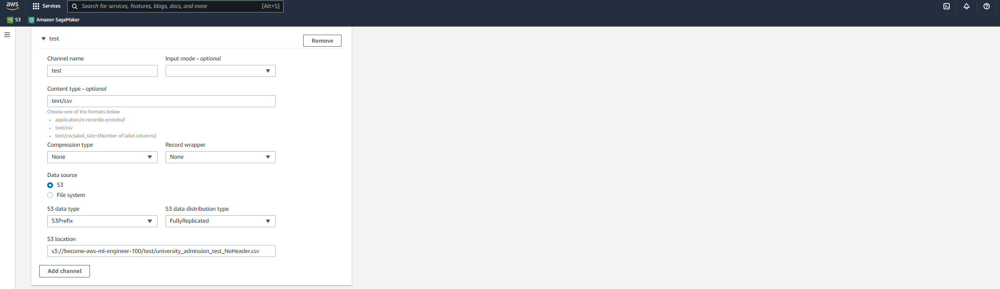 aws Services Search for services, features, blogs, docs, and more [Alt+S]
S3 Amazon SageMaker
test Remove
Channel name Input mode - optional
test
Content type - optional
text/csv
Choose one of the formats below
• application/x-recordio-protobuf
• text/csv
• text/csv;label_size={Number of label columns}
Compression type Record wrapper
None None
Data source
S3
File system
S3 data type S3 data distribution type
S3Prefix FullyReplicated
S3 location
s3://become-aws-ml-engineer-100/test/university_admission_test_NoHeader.csv
Add channel